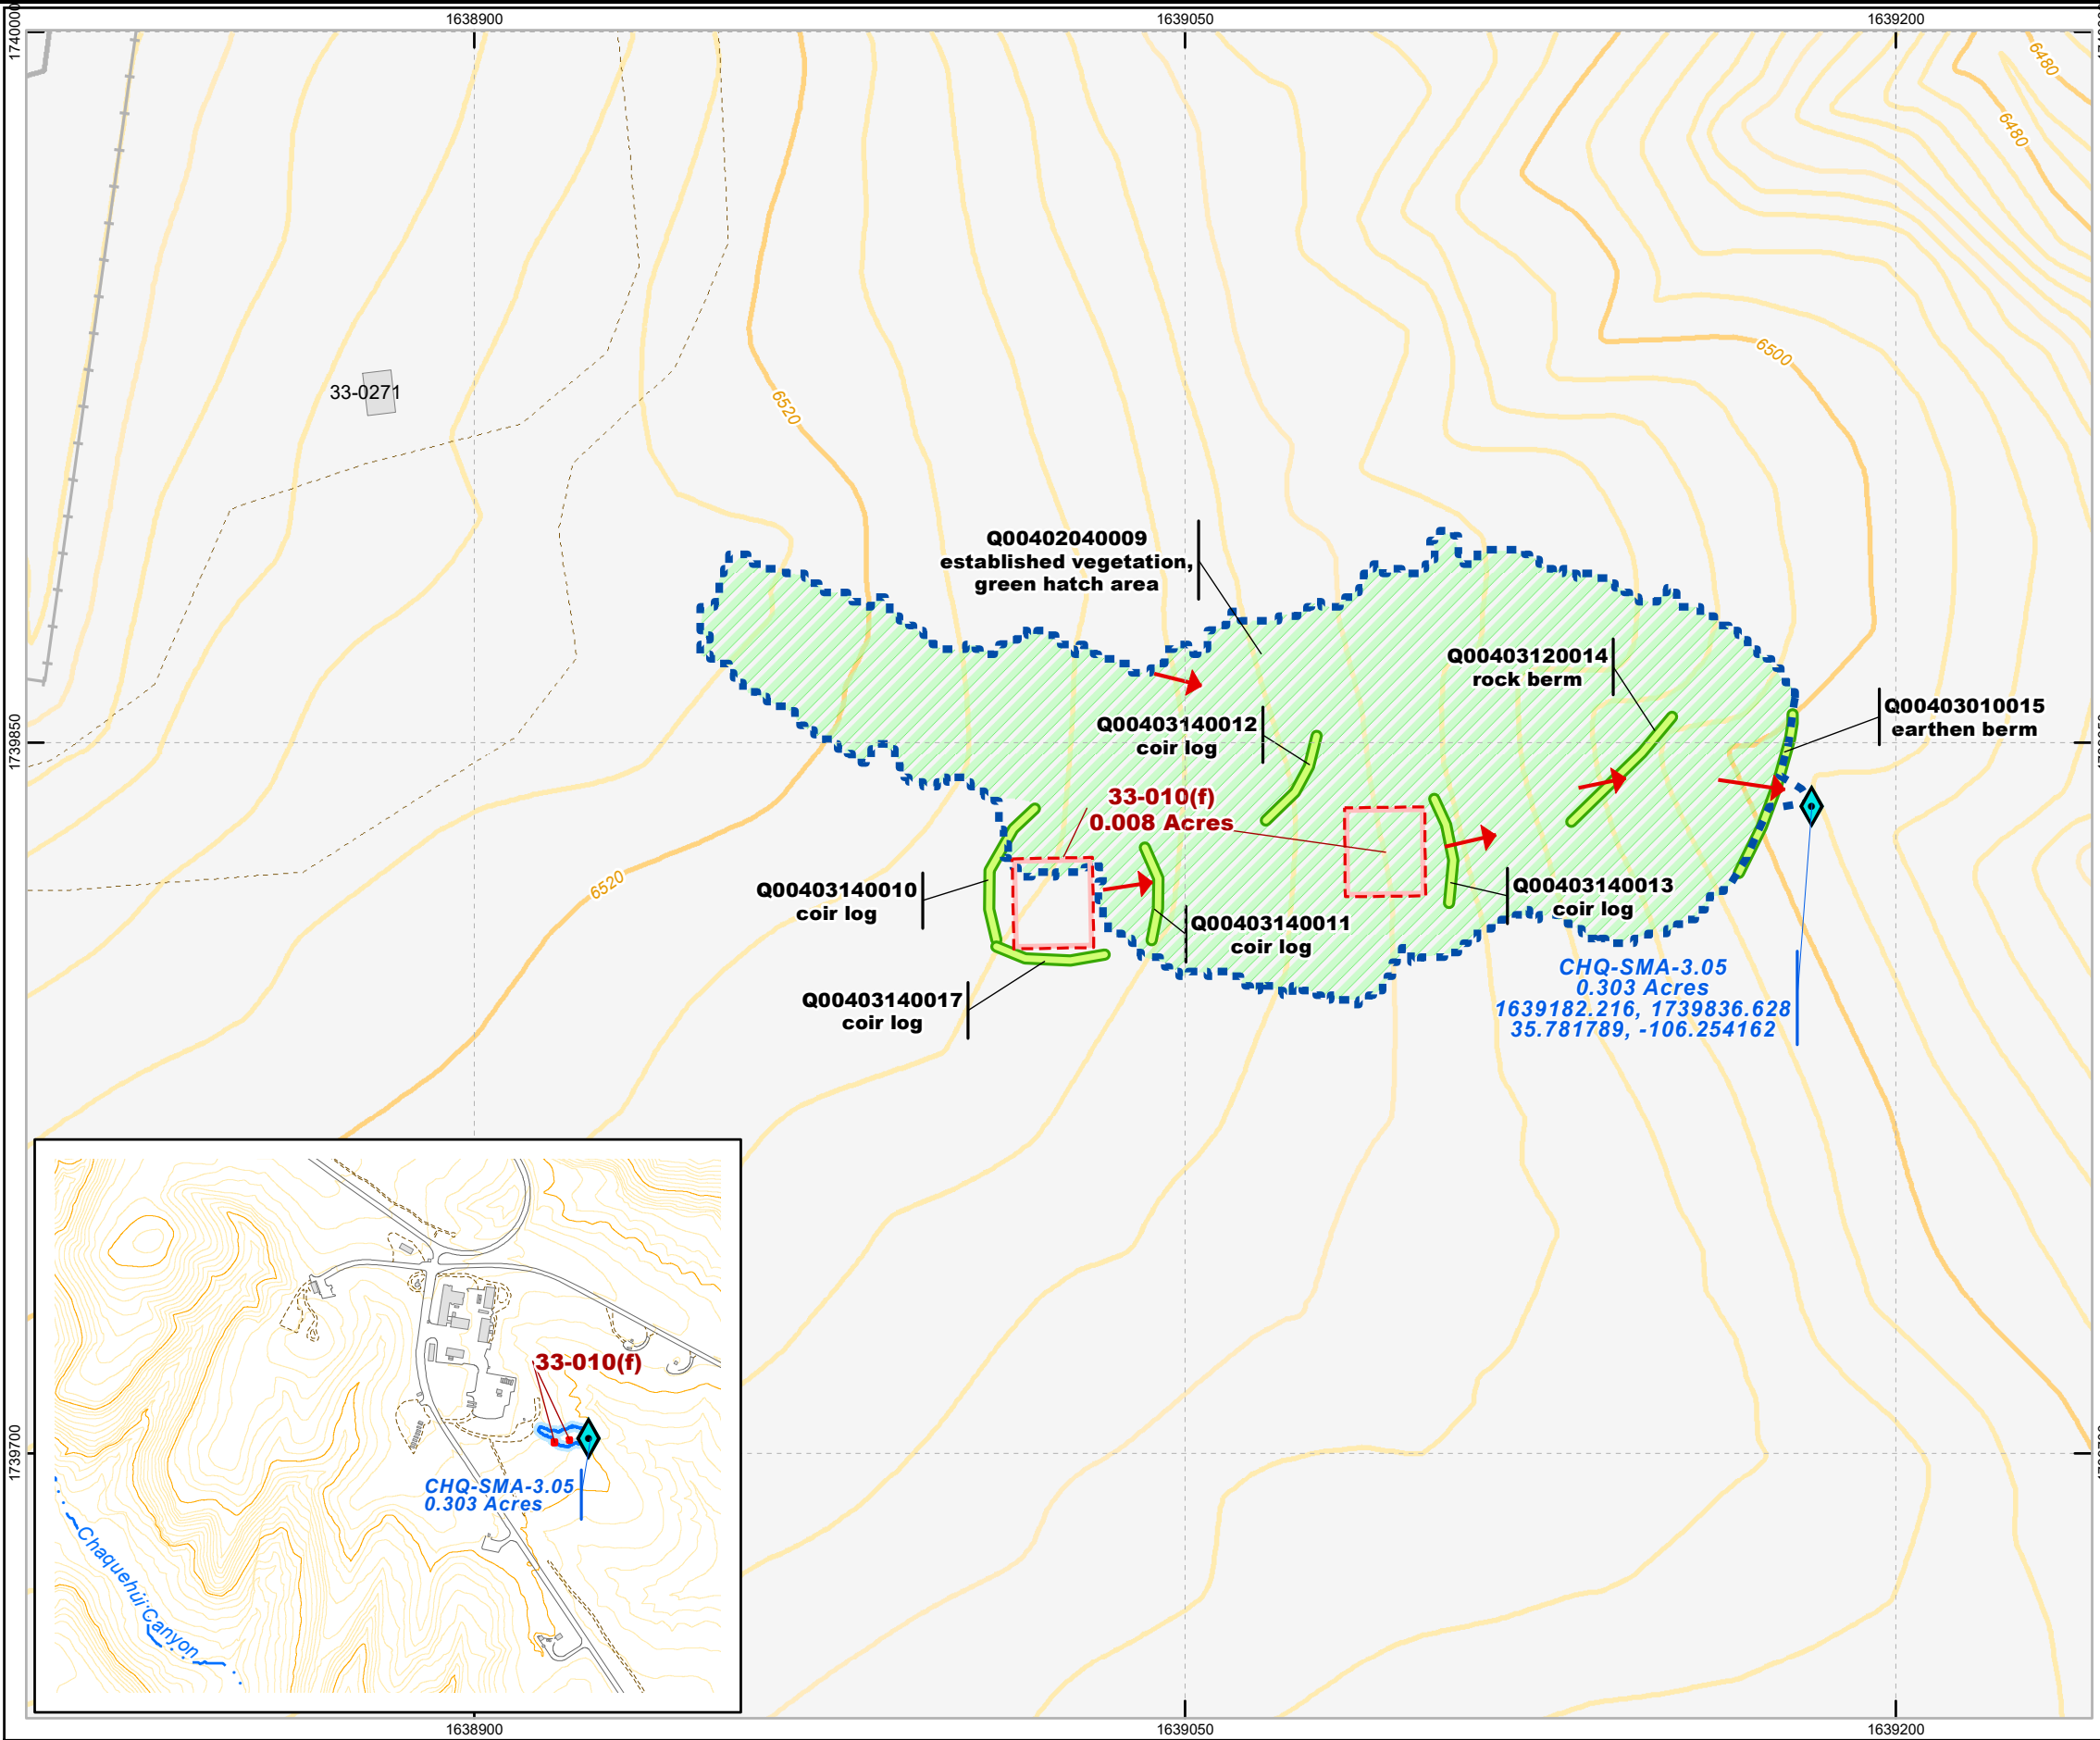 1638900
1639050
1639200
1740000
6480
6480
6500
33-0271
6520
Q00402040009
established vegetation,
green hatch area
Q00403120014
rock berm
Q00403010015
earthen berm
1739850
Q00403140012
coir log
33-010(f)
0.008 Acres
Q00403140010
coir log
6520
Q00403140013
coir log
Q00403140011
coir log
CHQ-SMA-3.05
0.303 Acres
1639182.216, 1739836.628
35.781789, -106.254162
Q00403140017
coir log
33-010(f)
1739700
CHQ-SMA-3.05
0.303 Acres
Chaquehui Canyon
1638900
1639050
1639200